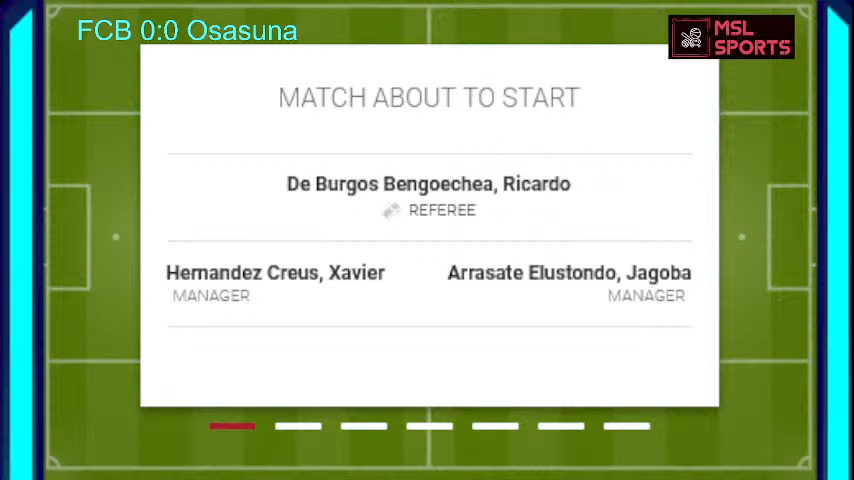 FCB 0:0 Osasuna
MSL
SPORTS
MATCH ABOUT TO START
De Burgos Bengoechea, Ricardo
REFEREE
Hernandez Creus, Xavier
Arrasate Elustondo, Jagoba
MANAGER
MANAGER